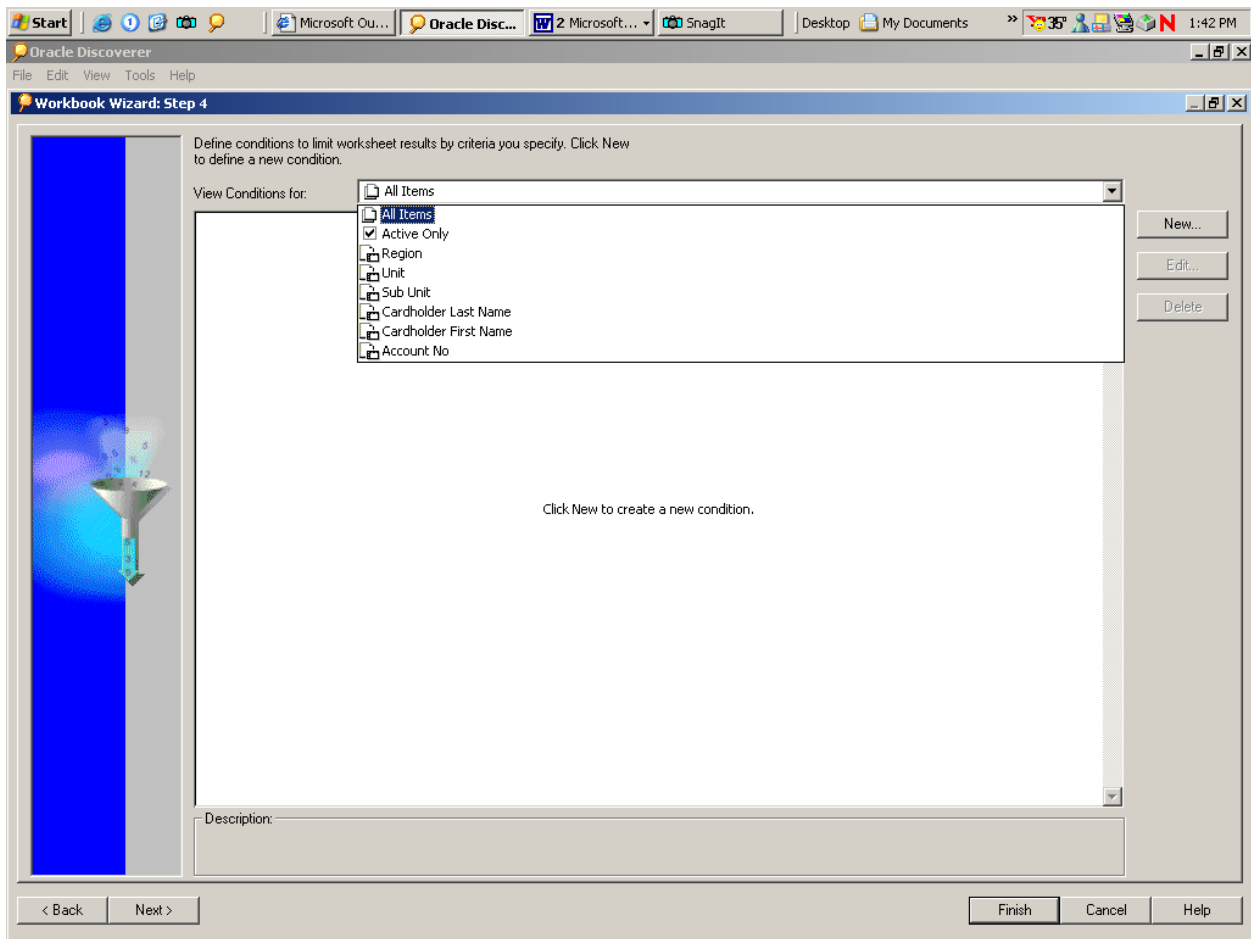 Start
Microsoft Ou...
Oracle Disc...
2 Microsoft...
SnagIt
Desktop
My Documents
»
35°
1:42 PM
Oracle Discoverer
File Edit View Tools Help
Workbook Wizard: Step 4
Define conditions to limit worksheet results by criteria you specify. Click New
to define a new condition.
View Conditions for:
All Items
All Items
Active Only
Region
Unit
Sub Unit
Cardholder Last Name
Cardholder First Name
Account No
New...
Edit...
Delete
Click New to create a new condition.
Description:
< Back
Next >
Finish
Cancel
Help